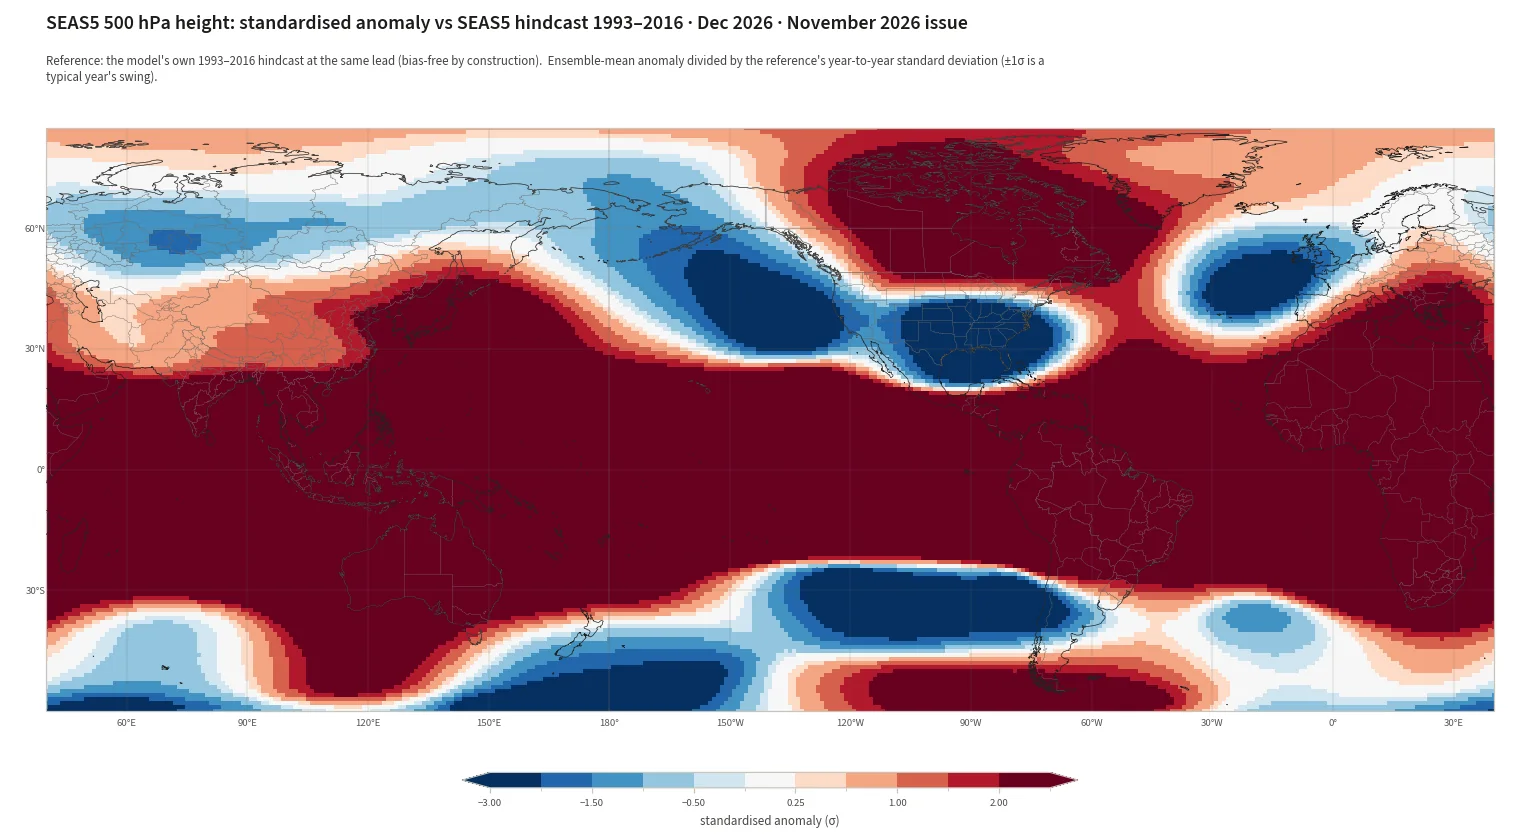 SEAS5 500 hPa height: standardised anomaly vs SEAS5 hindcast 1993–2016 · Dec 2026 · November 2026 issue
Reference: the model's own 1993–2016 hindcast at the same lead (bias-free by construction).  Ensemble-mean anomaly divided by the reference's year-to-year standard deviation (±1σ is a
typical year's swing).
60°N
30°N
0°
30°S
60°E 90°E 120°E 150°E 180° 150°W 120°W 90°W 60°W 30°W 0° 30°E
−3.00 −1.50 −0.50 0.25 1.00 2.00
standardised anomaly (σ)